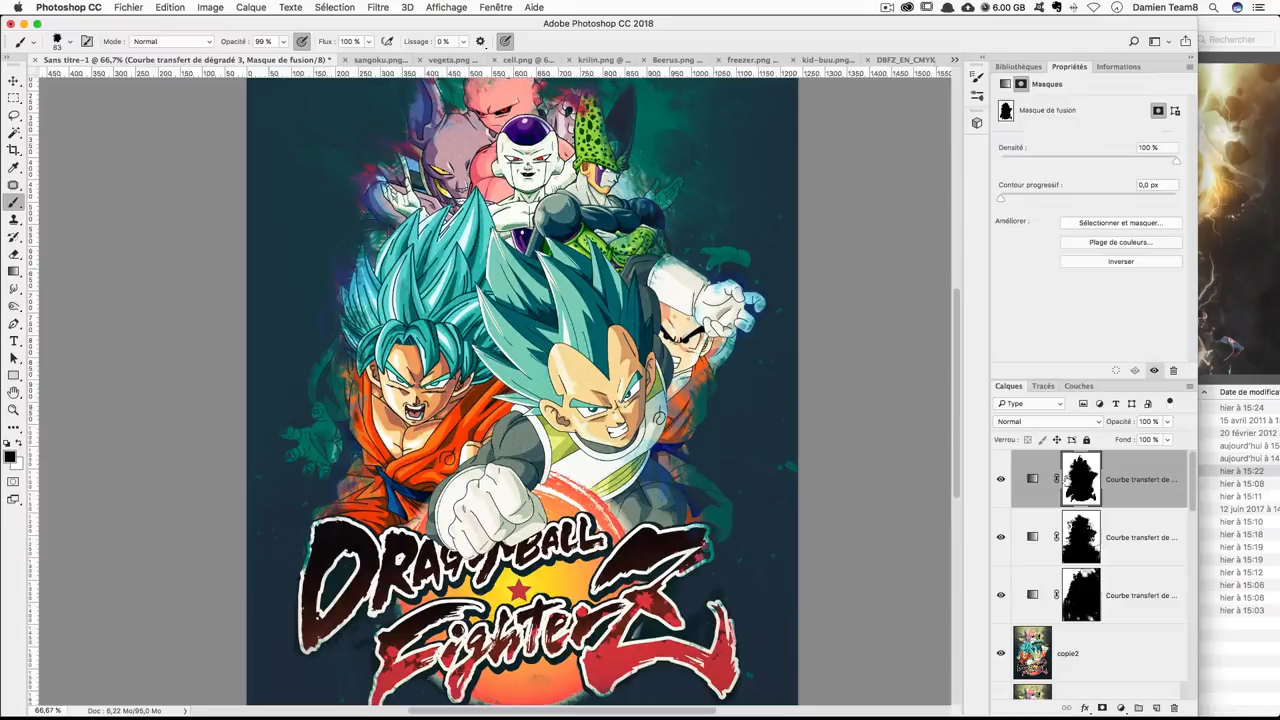 Photoshop CC Fichier Edition Image Calque Texte Sélection Filtre 3D Affichage Fenêtre Aide
6.00 GB Damien Team8
Adobe Photoshop CC 2018
Rechercher
83 Mode : Normal Opacité : 99 % Flux : 100 % Lissage : 0 %
Sans titre-1 @ 66,7% (Courbe transfert de dégradé 3, Masque de fusion/8) * sangoku.png... vegeta.png ... cell.png @ 6... krilin.png @ ... Beerus.png ... freezer.png ... kid-buu.png... DBFZ_EN_CMYK
Bibliothèques Propriétés Informations
Masques
Masque de fusion
Densité : 100 %
Contour progressif : 0,0 px
Améliorer : Sélectionner et masquer...
Plage de couleurs...
Inverser
Calques Tracés Couches
Type
Normal Opacité : 100 %
Verrou : Fond : 100 %
Courbe transfert de ...
Courbe transfert de ...
Courbe transfert de ...
copie2
Date de modifica
hier à 15:24
15 avril 2011 à 13
20 février 2012
aujourd'hui à
aujourd'hui à
hier à 15:22
hier à 15:08
hier à 15:11
12 juin 2017 à
hier à 15:10
hier à 15:18
hier à 15:19
hier à 15:19
hier à 15:12
hier à 15:06
hier à 15:06
hier à 15:03
DRAGON BALL
FighterZ
66,67% Doc : 6,22 Mo/95,0 Mo